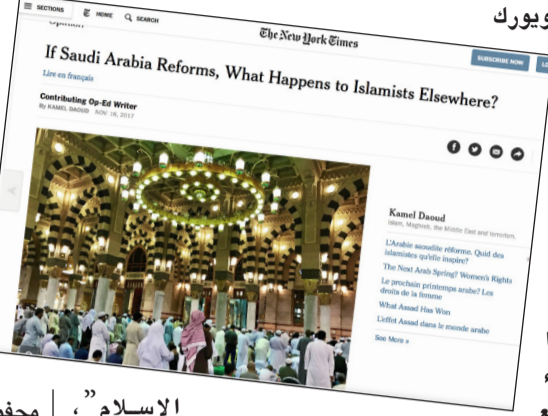 ويورك
SECTIONS HOME SEARCH
The New York Times
SUBSCRIBE NOW
If Saudi Arabia Reforms, What Happens to Islamists Elsewhere?
Lire en français
Contributing Op-Ed Writer
By KAMEL DAOUD NOV. 16, 2017
Kamel Daoud
Islam, Maghreb, the Middle East and terrorism.
L'Arabie saoudite réforme. Quid des
islamistes qu'elle inspire?
The Next Arab Spring? Women's Rights
Le prochain printemps arabe? Les
droits de la femme
What Assad Has Won
L'effet Assad dans le monde arabe
See More »
الإسلام”،